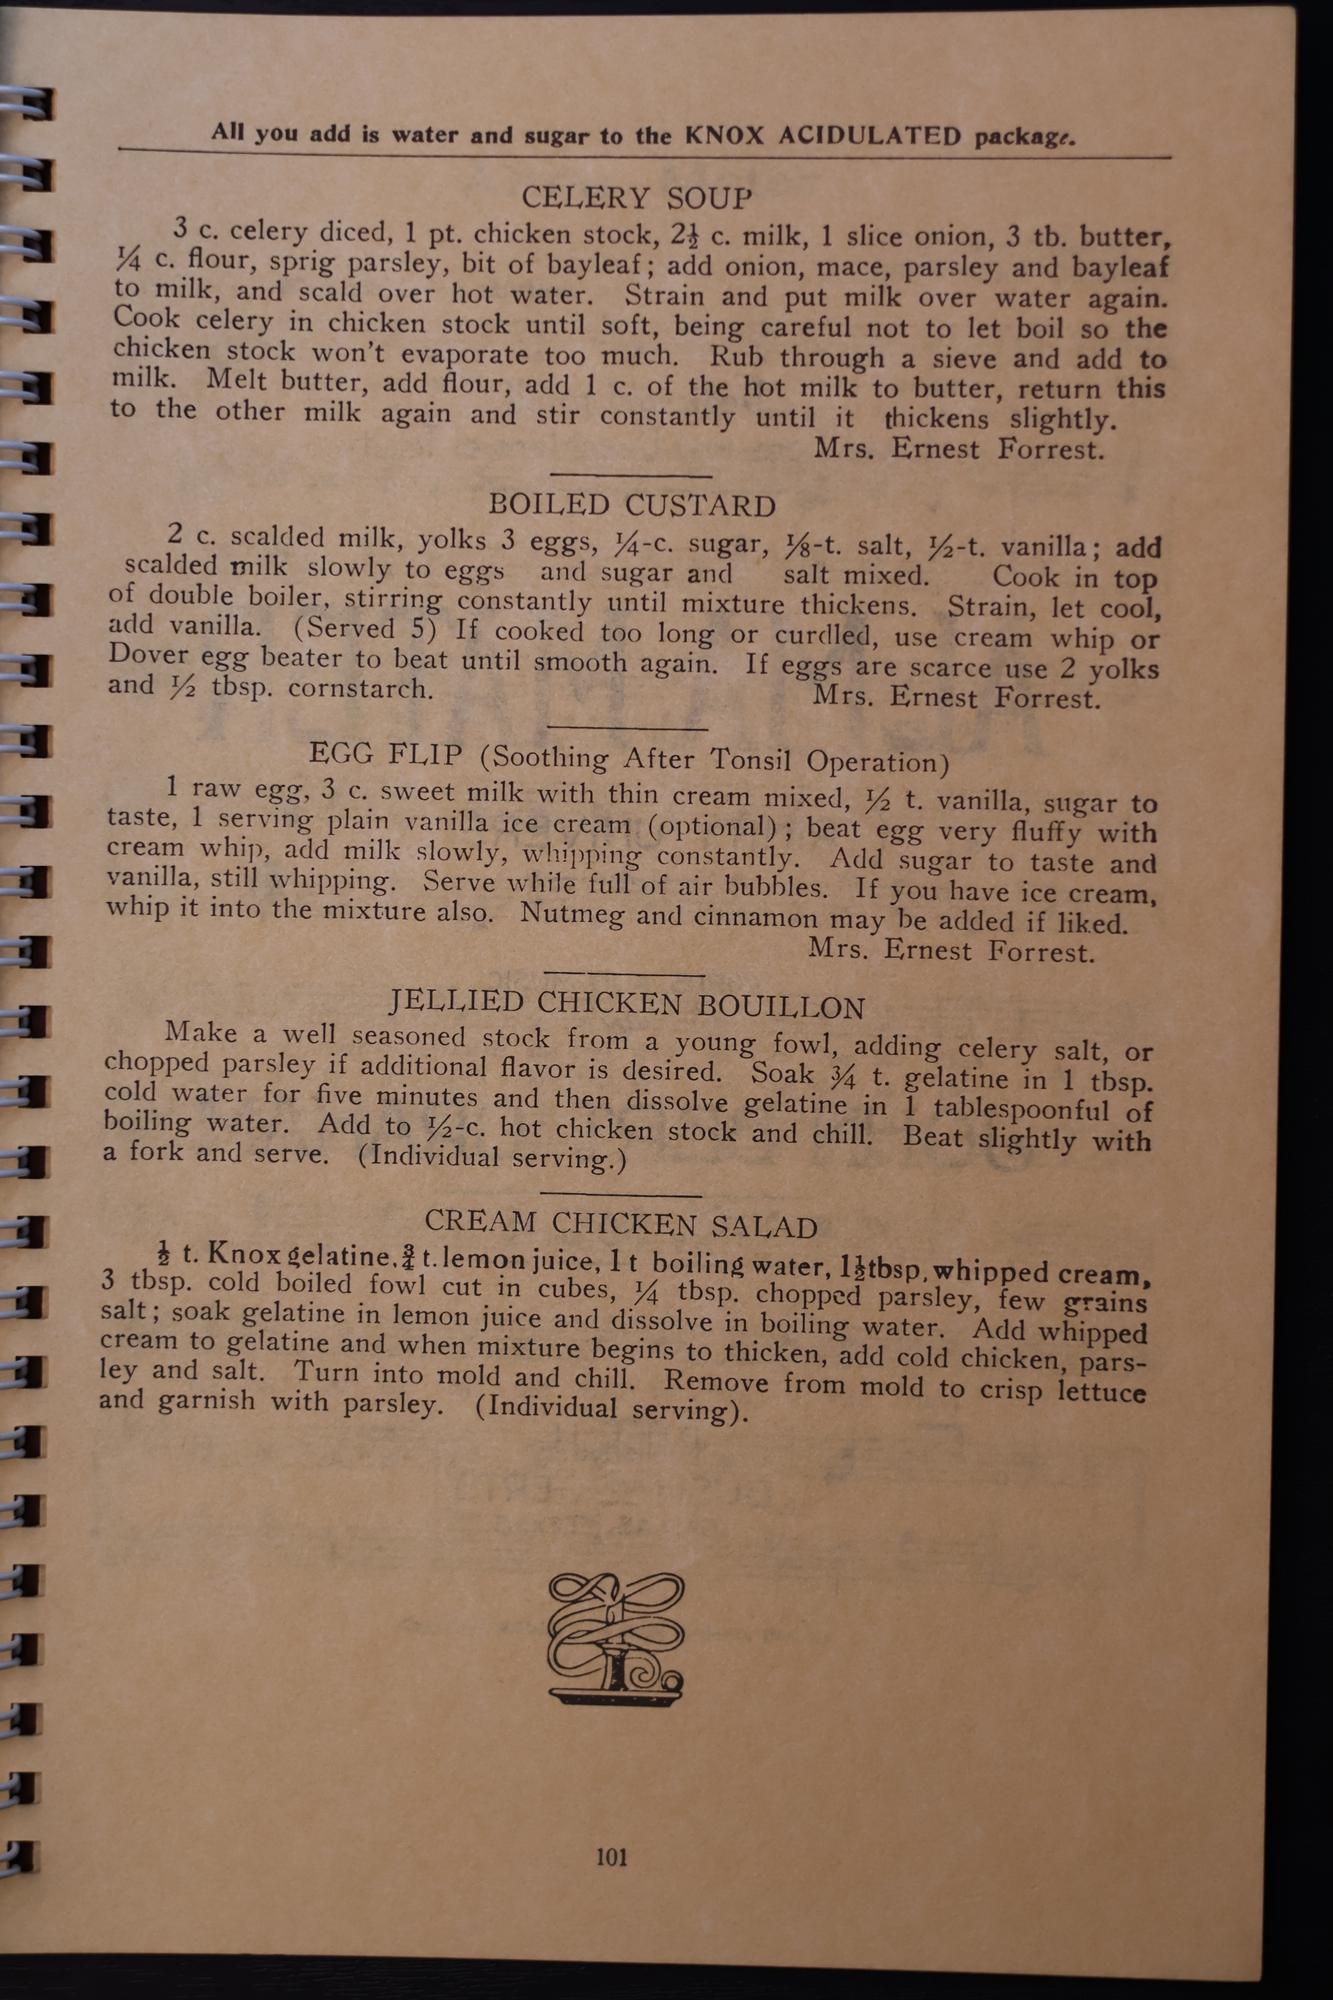 All you add is water and sugar to the KNOX ACIDULATED package.
CELERY SOUP
3 c. celery diced, 1 pt. chicken stock, 2½ c. milk, 1 slice onion, 3 tb. butter,
¼ c. flour, sprig parsley, bit of bayleaf; add onion, mace, parsley and bayleaf
to milk, and scald over hot water. Strain and put milk over water again.
Cook celery in chicken stock until soft, being careful not to let boil so the
chicken stock won't evaporate too much. Rub through a sieve and add to
milk. Melt butter, add flour, add 1 c. of the hot milk to butter, return this
to the other milk again and stir constantly until it thickens slightly.
Mrs. Ernest Forrest.
BOILED CUSTARD
2 c. scalded milk, yolks 3 eggs, ¼-c. sugar, ⅛-t. salt, ½-t. vanilla; add
scalded milk slowly to eggs and sugar and salt mixed. Cook in top
of double boiler, stirring constantly until mixture thickens. Strain, let cool,
add vanilla. (Served 5) If cooked too long or curdled, use cream whip or
Dover egg beater to beat until smooth again. If eggs are scarce use 2 yolks
and ½ tbsp. cornstarch. Mrs. Ernest Forrest.
EGG FLIP (Soothing After Tonsil Operation)
1 raw egg, 3 c. sweet milk with thin cream mixed, ½ t. vanilla, sugar to
taste, 1 serving plain vanilla ice cream (optional); beat egg very fluffy with
cream whip, add milk slowly, whipping constantly. Add sugar to taste and
vanilla, still whipping. Serve while full of air bubbles. If you have ice cream,
whip it into the mixture also. Nutmeg and cinnamon may be added if liked.
Mrs. Ernest Forrest.
JELLIED CHICKEN BOUILLON
Make a well seasoned stock from a young fowl, adding celery salt, or
chopped parsley if additional flavor is desired. Soak ¾ t. gelatine in 1 tbsp.
cold water for five minutes and then dissolve gelatine in 1 tablespoonful of
boiling water. Add to ½-c. hot chicken stock and chill. Beat slightly with
a fork and serve. (Individual serving.)
CREAM CHICKEN SALAD
½ t. Knox gelatine, ¾ t. lemon juice, 1 t boiling water, 1½ tbsp. whipped cream,
3 tbsp. cold boiled fowl cut in cubes, ¼ tbsp. chopped parsley, few grains
salt; soak gelatine in lemon juice and dissolve in boiling water. Add whipped
cream to gelatine and when mixture begins to thicken, add cold chicken, pars-
ley and salt. Turn into mold and chill. Remove from mold to crisp lettuce
and garnish with parsley. (Individual serving).
101